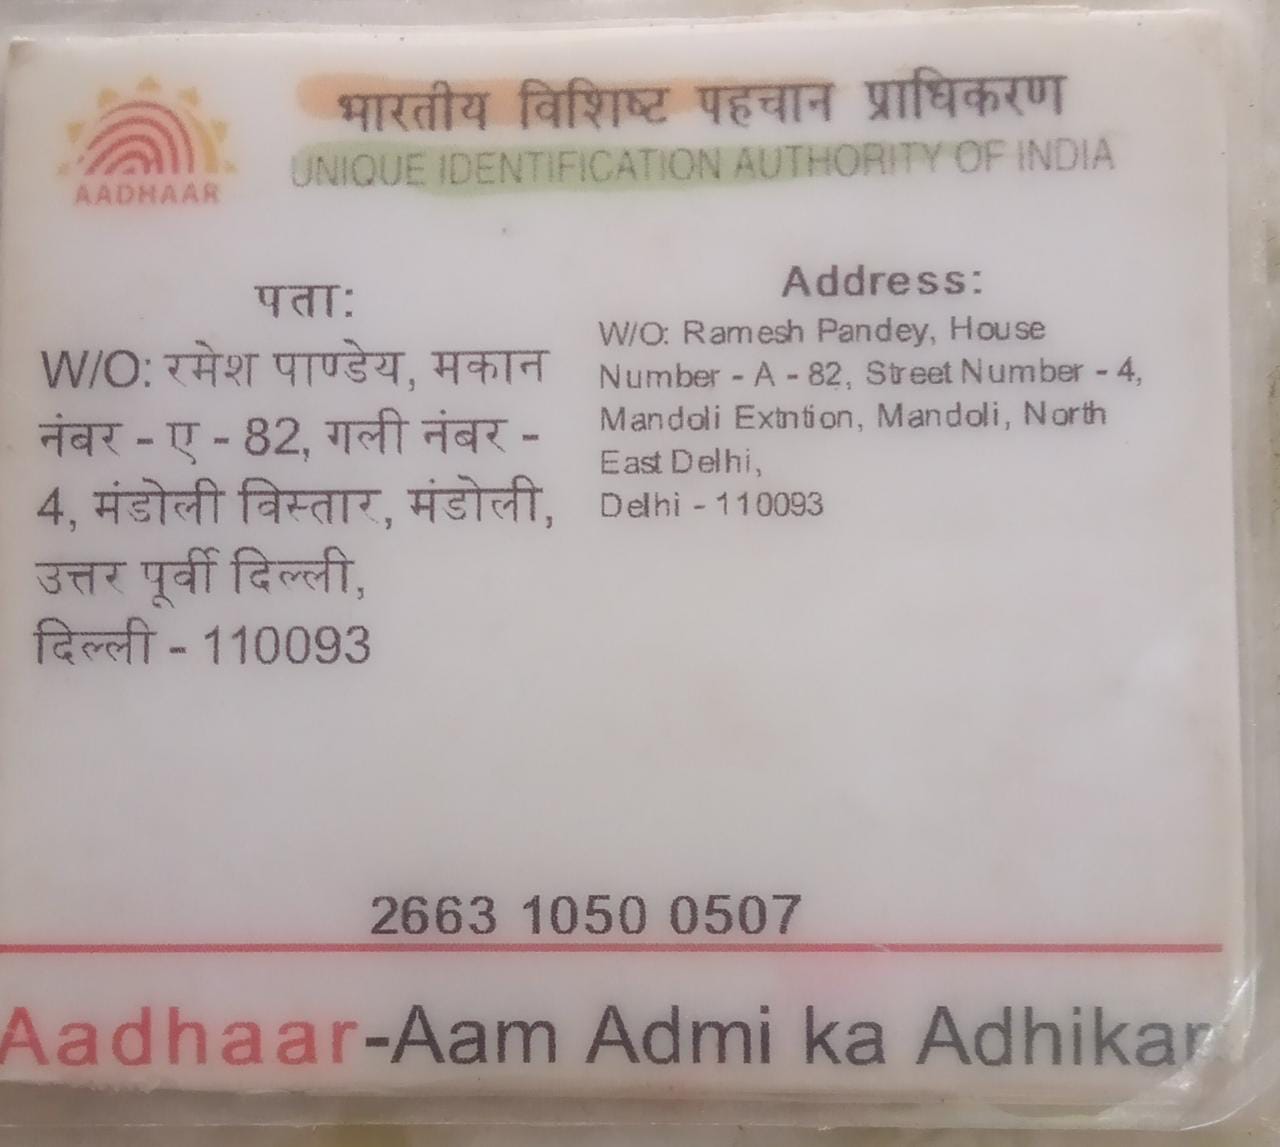 भारतीय विशिष्ट पहचान प्राधिकरण
UNIQUE IDENTIFICATION AUTHORITY OF INDIA
AADHAAR
पता:
W/O: रमेश पाण्डेय, मकान
नंबर - ए - 82, गली नंबर -
4, मंडोली विस्तार, मंडोली,
उत्तर पूर्वी दिल्ली,
दिल्ली - 110093
Address:
W/O: Ramesh Pandey, House
Number - A - 82, Street Number - 4,
Mandoli Extntion, Mandoli, North
East Delhi,
Delhi - 110093
2663 1050 0507
Aadhaar-Aam Admi ka Adhikar